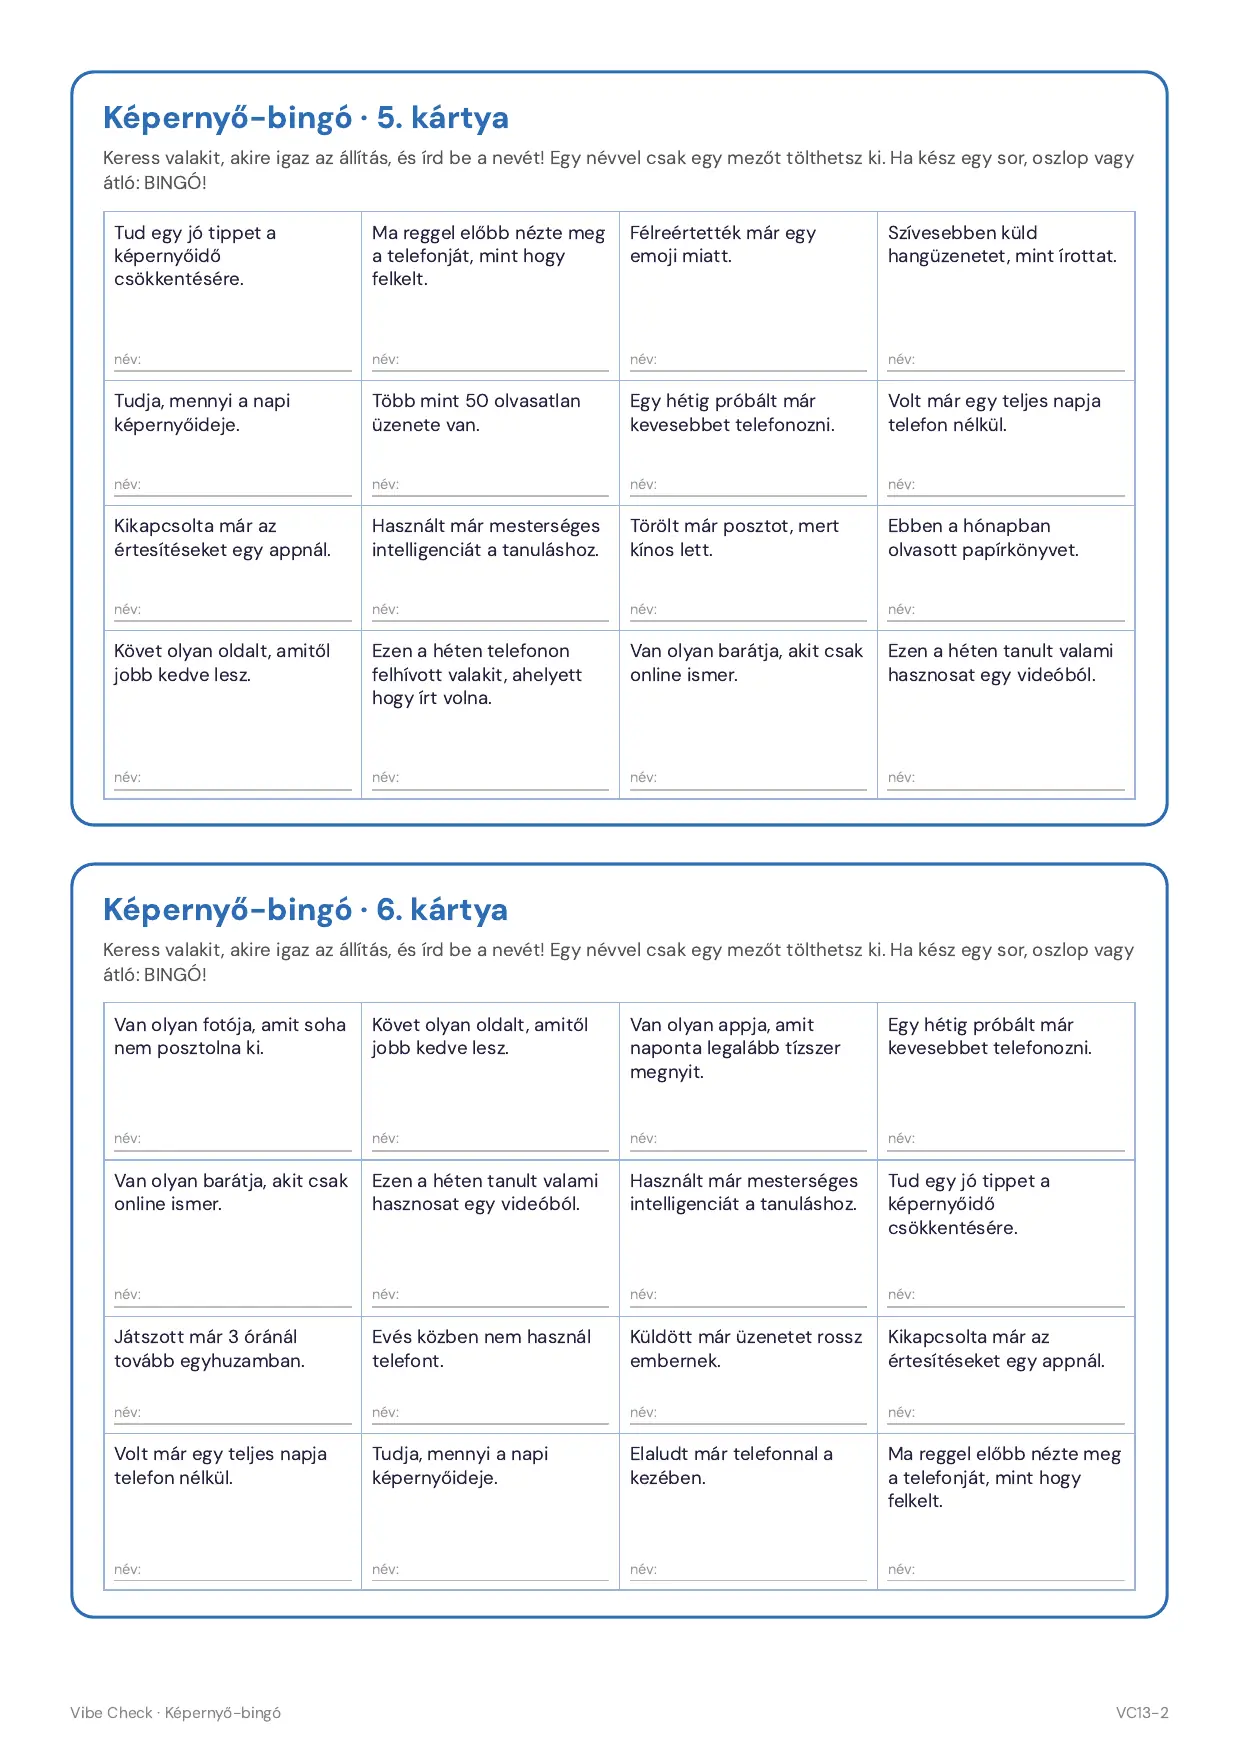 Képernyő-bingó · 5. kártya
Keress valakit, akire igaz az állítás, és írd be a nevét! Egy névvel csak egy mezőt tölthetsz ki. Ha kész egy sor, oszlop vagy
átló: BINGÓ!
Tud egy jó tippet a
képernyőidő
csökkentésére.
név:
Ma reggel előbb nézte meg
a telefonját, mint hogy
felkelt.
név:
Félreértették már egy
emoji miatt.
név:
Szívesebben küld
hangüzenetet, mint írottat.
név:
Tudja, mennyi a napi
képernyőideje.
név:
Több mint 50 olvasatlan
üzenete van.
név:
Egy hétig próbált már
kevesebbet telefonozni.
név:
Volt már egy teljes napja
telefon nélkül.
név:
Kikapcsolta már az
értesítéseket egy appnál.
név:
Használt már mesterséges
intelligenciát a tanuláshoz.
név:
Törölt már posztot, mert
kínos lett.
név:
Ebben a hónapban
olvasott papírkönyvet.
név:
Követ olyan oldalt, amitől
jobb kedve lesz.
név:
Ezen a héten telefonon
felhívott valakit, ahelyett
hogy írt volna.
név:
Van olyan barátja, akit csak
online ismer.
név:
Ezen a héten tanult valami
hasznosat egy videóból.
név:
Képernyő-bingó · 6. kártya
Keress valakit, akire igaz az állítás, és írd be a nevét! Egy névvel csak egy mezőt tölthetsz ki. Ha kész egy sor, oszlop vagy
átló: BINGÓ!
Van olyan fotója, amit soha
nem posztolna ki.
név:
Követ olyan oldalt, amitől
jobb kedve lesz.
név:
Van olyan appja, amit
naponta legalább tízszer
megnyit.
név:
Egy hétig próbált már
kevesebbet telefonozni.
név:
Van olyan barátja, akit csak
online ismer.
név:
Ezen a héten tanult valami
hasznosat egy videóból.
név:
Használt már mesterséges
intelligenciát a tanuláshoz.
név:
Tud egy jó tippet a
képernyőidő
csökkentésére.
név:
Játszott már 3 óránál
tovább egyhuzamban.
név:
Evés közben nem használ
telefont.
név:
Küldött már üzenetet rossz
embernek.
név:
Kikapcsolta már az
értesítéseket egy appnál.
név:
Volt már egy teljes napja
telefon nélkül.
név:
Tudja, mennyi a napi
képernyőideje.
név:
Elaludt már telefonnal a
kezében.
név:
Ma reggel előbb nézte meg
a telefonját, mint hogy
felkelt.
név:
Vibe Check · Képernyő-bingó
VC13-2